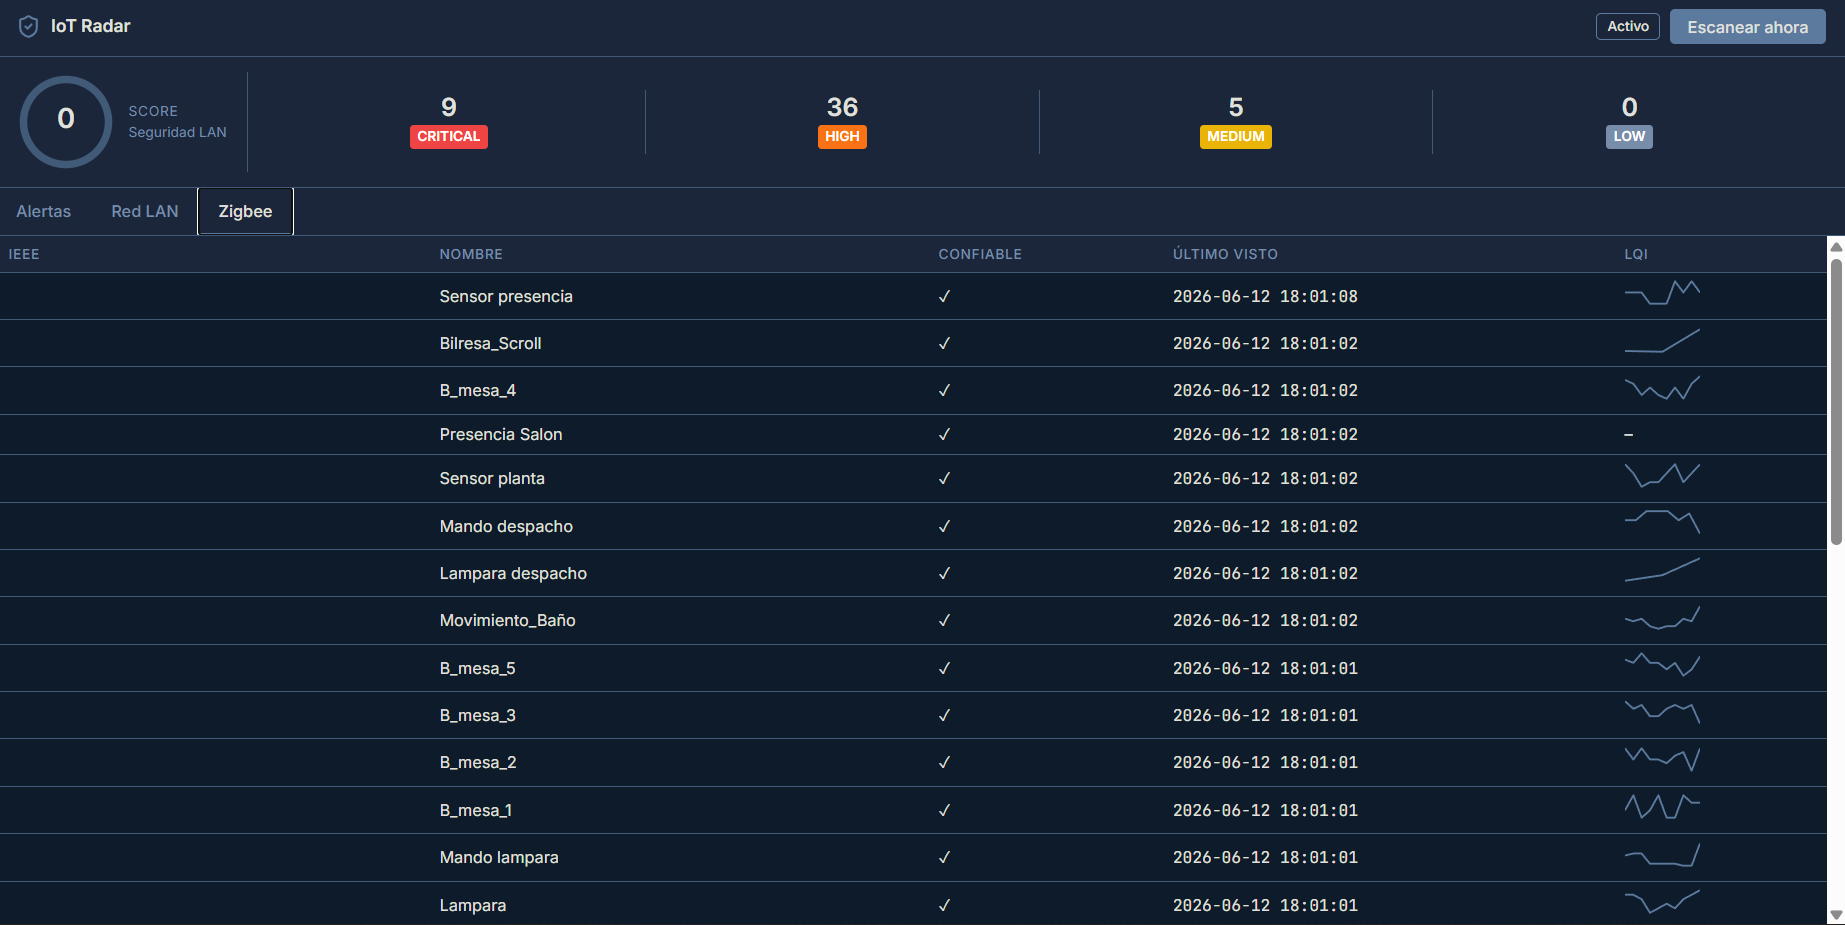 IoT Radar
Activo
Escanear ahora
0
SCORE
Seguridad LAN
9
CRITICAL
36
HIGH
5
MEDIUM
0
LOW
Alertas
Red LAN
Zigbee
IEEE NOMBRE CONFIABLE ÚLTIMO VISTO LQI
Sensor presencia ✓ 2026-06-12 18:01:08
Bilresa_Scroll ✓ 2026-06-12 18:01:02
B_mesa_4 ✓ 2026-06-12 18:01:02
Presencia Salon ✓ 2026-06-12 18:01:02 –
Sensor planta ✓ 2026-06-12 18:01:02
Mando despacho ✓ 2026-06-12 18:01:02
Lampara despacho ✓ 2026-06-12 18:01:02
Movimiento_Baño ✓ 2026-06-12 18:01:02
B_mesa_5 ✓ 2026-06-12 18:01:01
B_mesa_3 ✓ 2026-06-12 18:01:01
B_mesa_2 ✓ 2026-06-12 18:01:01
B_mesa_1 ✓ 2026-06-12 18:01:01
Mando lampara ✓ 2026-06-12 18:01:01
Lampara ✓ 2026-06-12 18:01:01